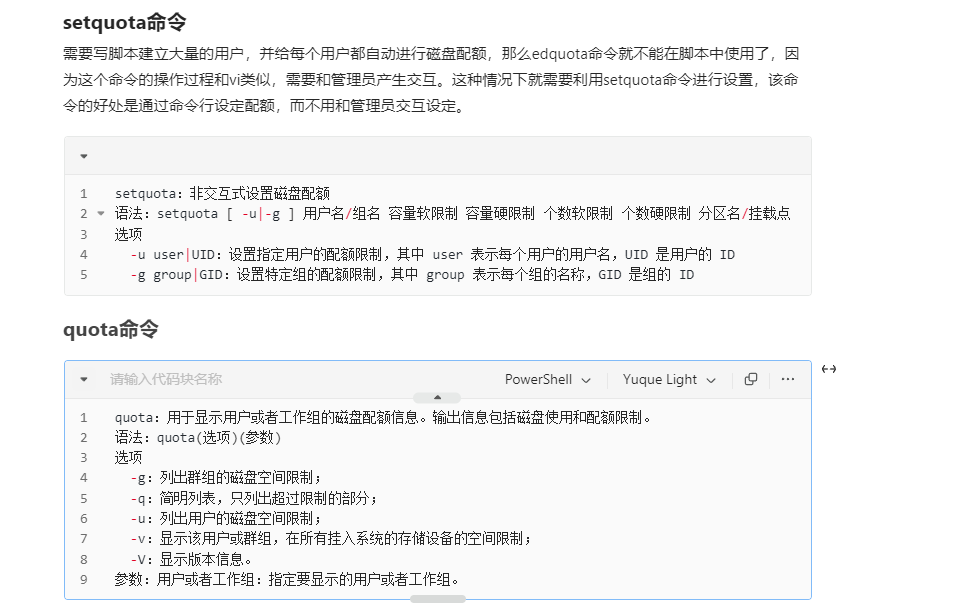 setquota命令
需要写脚本建立大量的用户，并给每个用户都自动进行磁盘配额，那么edquota命令就不能在脚本中使用了，因
为这个命令的操作过程和vi类似，需要和管理员产生交互。这种情况下就需要利用setquota命令进行设置，该命
令的好处是通过命令行设定配额，而不用和管理员交互设定。
1 setquota：非交互式设置磁盘配额
2 语法：setquota [ -u|-g ] 用户名/组名 容量软限制 容量硬限制 个数软限制 个数硬限制 分区名/挂载点
3 选项
4 -u user|UID：设置指定用户的配额限制，其中 user 表示每个用户的用户名，UID 是用户的 ID
5 -g group|GID：设置特定组的配额限制，其中 group 表示每个组的名称，GID 是组的 ID
quota命令
请输入代码块名称 PowerShell Yuque Light
1 quota：用于显示用户或者工作组的磁盘配额信息。输出信息包括磁盘使用和配额限制。
2 语法：quota(选项)(参数)
3 选项
4 -g：列出群组的磁盘空间限制；
5 -q：简明列表，只列出超过限制的部分；
6 -u：列出用户的磁盘空间限制；
7 -v：显示该用户或群组，在所有挂入系统的存储设备的空间限制；
8 -V：显示版本信息。
9 参数：用户或者工作组：指定要显示的用户或者工作组。